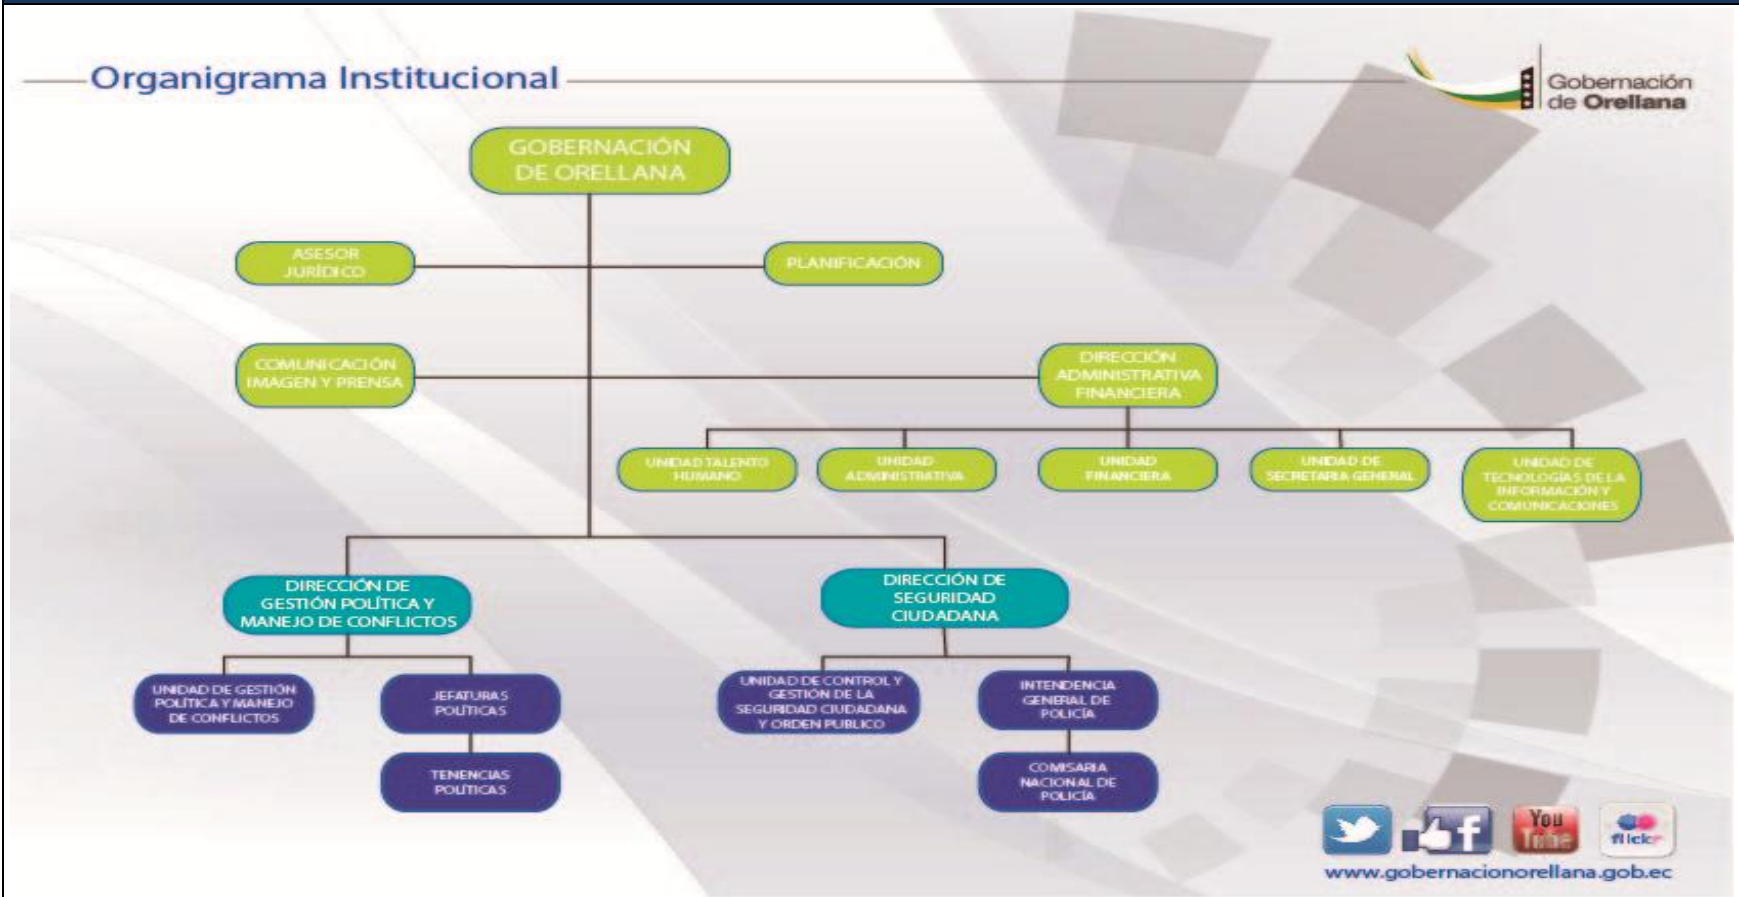 Organigrama Institucional
Gobernación
de Orellana
GOBERNACIÓN
DE ORELLANA
ASESOR
JURÍDICO
PLANIFICACIÓN
COMUNICACIÓN
IMAGEN Y PRENSA
DIRECCIÓN
ADMINISTRATIVA
FINANCIERA
UNIDAD TALENTO
HUMANO
UNIDAD
ADMINISTRATIVA
UNIDAD
FINANCIERA
UNIDAD DE
SECRETARIA GENERAL
UNIDAD DE
TECNOLOGÍAS DE LA
INFORMACIÓN Y
COMUNICACIONES
DIRECCIÓN DE
GESTIÓN POLÍTICA Y
MANEJO DE CONFLICTOS
DIRECCIÓN DE
SEGURIDAD
CIUDADANA
UNIDAD DE GESTIÓN
POLÍTICA Y MANEJO
DE CONFLICTOS
JEFATURAS
POLÍTICAS
UNIDAD DE CONTROL Y
GESTIÓN DE LA
SEGURIDAD CIUDADANA
Y ORDEN PUBLICO
INTENDENCIA
GENERAL DE
POLICÍA
TENENCIAS
POLÍTICAS
COMISARIA
NACIONAL DE
POLICÍA
You
Tube
flickr
www.gobernacionorellana.gob.ec